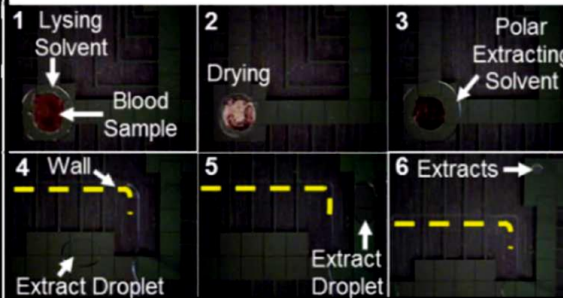 1 Lysing
Solvent
Blood
Sample
2
Drying
3 Polar
Extracting
Solvent
4 Wall
Extract Droplet
5
Extract
Droplet
6 Extracts